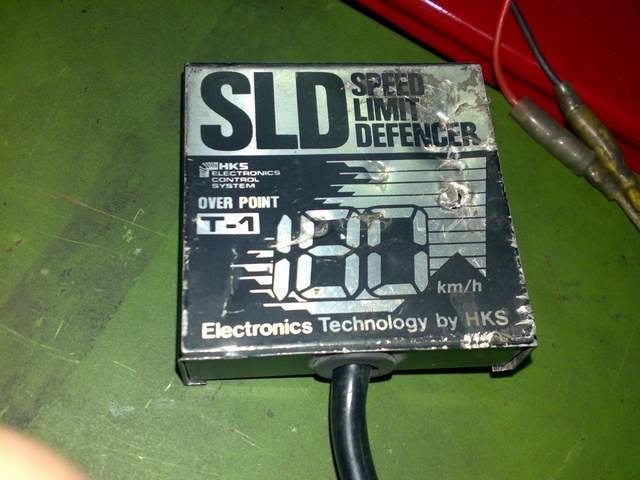 SLD
SPEED
LIMIT
DEFENCER
HKS
ELECTRONICS
CONTROL
SYSTEM
OVER POINT
T-1
180
km/h
Electronics Technology by HKS